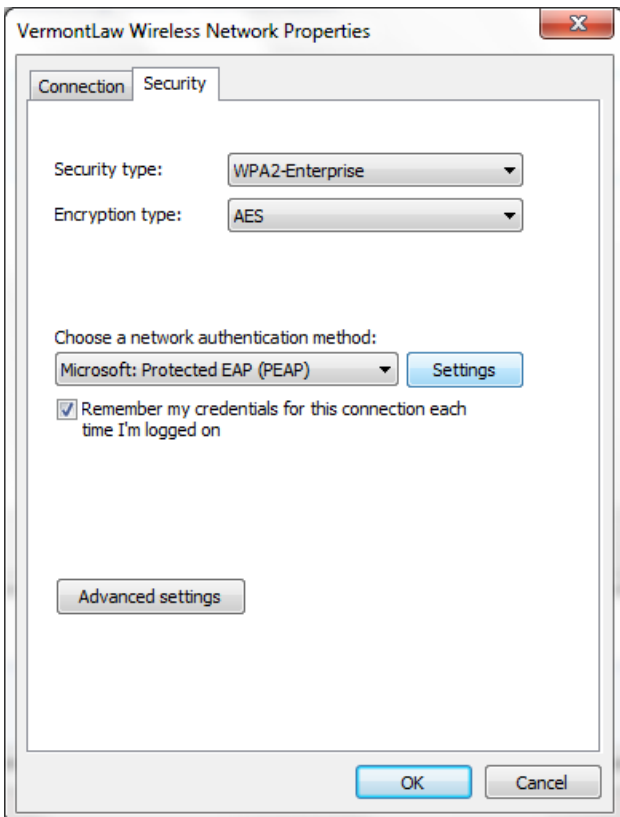 VermontLaw Wireless Network Properties
X
Connection Security
Security type: WPA2-Enterprise
Encryption type: AES
Choose a network authentication method:
Microsoft: Protected EAP (PEAP) Settings
Remember my credentials for this connection each
time I'm logged on
Advanced settings
OK Cancel